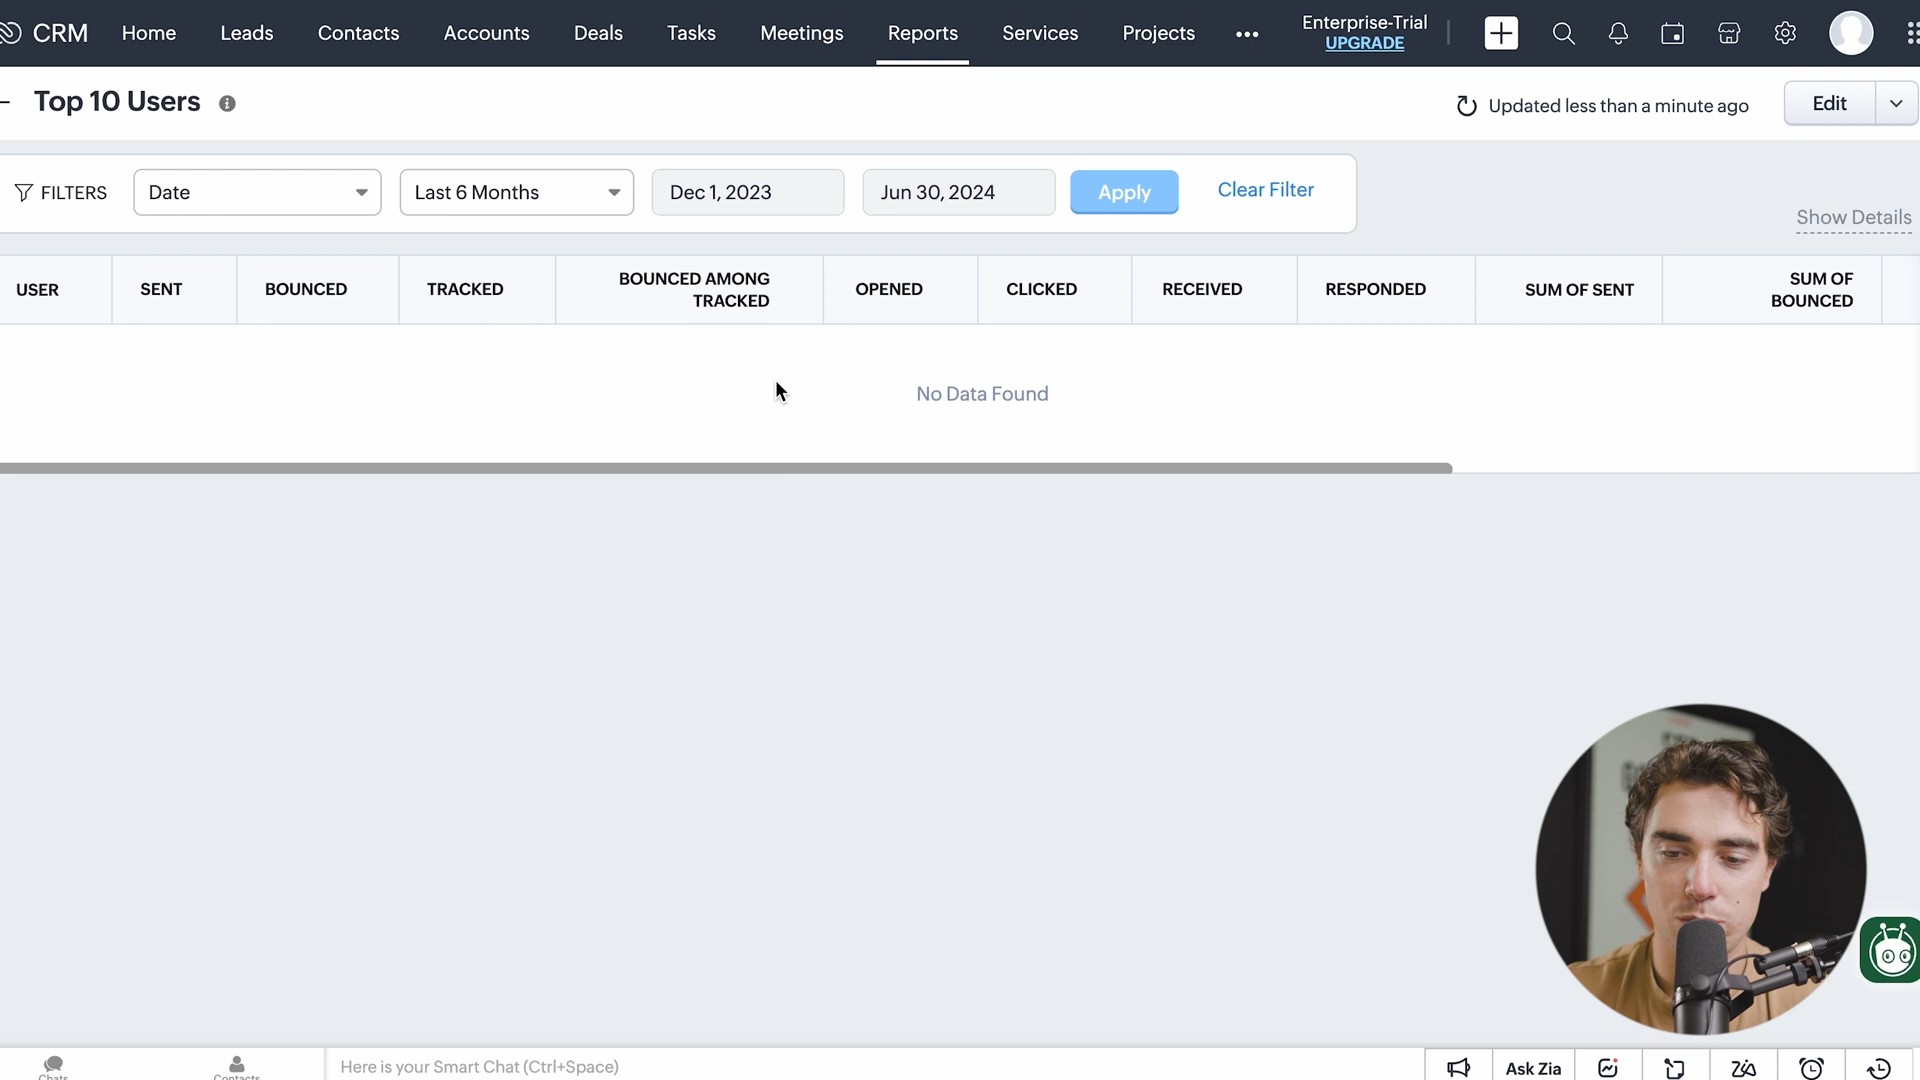 CRM Home Leads Contacts Accounts Deals Tasks Meetings Reports Services Projects ••• Enterprise-Trial
UPGRADE
Top 10 Users
Updated less than a minute ago Edit
FILTERS Date Last 6 Months Dec 1, 2023 Jun 30, 2024 Apply Clear Filter
Show Details
USER SENT BOUNCED TRACKED BOUNCED AMONG TRACKED OPENED CLICKED RECEIVED RESPONDED SUM OF SENT SUM OF BOUNCED
No Data Found
Chats Contacts Here is your Smart Chat (Ctrl+Space) Ask Zia